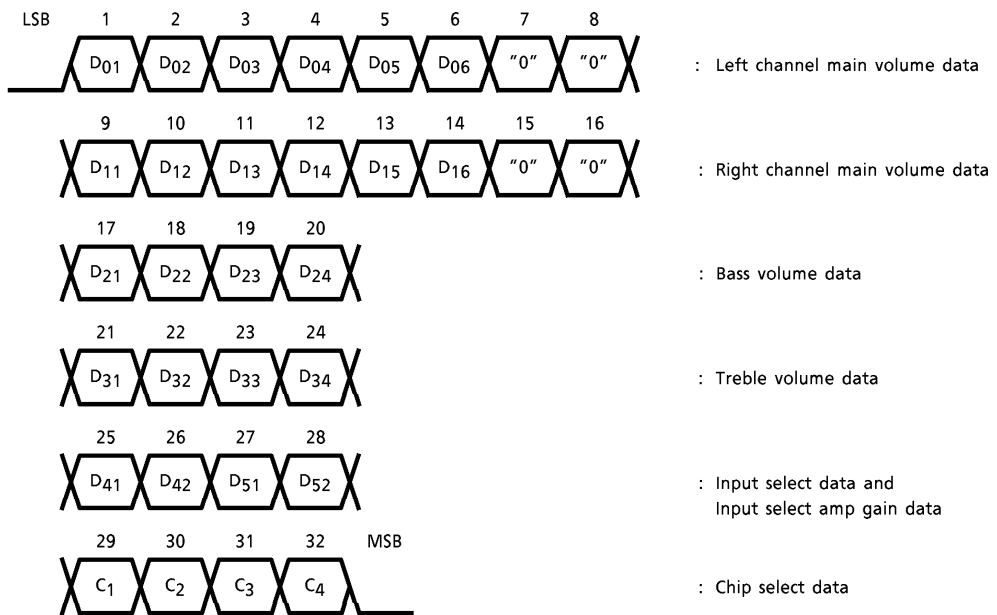 LSB 1 2 3 4 5 6 7 8
D01 D02 D03 D04 D05 D06 "0" "0" : Left channel main volume data
9 10 11 12 13 14 15 16
D11 D12 D13 D14 D15 D16 "0" "0" : Right channel main volume data
17 18 19 20
D21 D22 D23 D24 : Bass volume data
21 22 23 24
D31 D32 D33 D34 : Treble volume data
25 26 27 28
D41 D42 D51 D52 : Input select data and
Input select amp gain data
29 30 31 32 MSB
C1 C2 C3 C4 : Chip select data